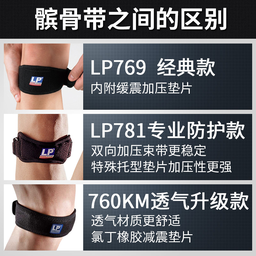 髌骨带之间的区别
LP
LP769 经典款
内附缓震加压垫片
LP
LP781专业防护款
双向加压束带更稳定
特殊托型垫片加压性更强
LP
760KM透气升级款
透气材质更舒适
氯丁橡胶减震垫片